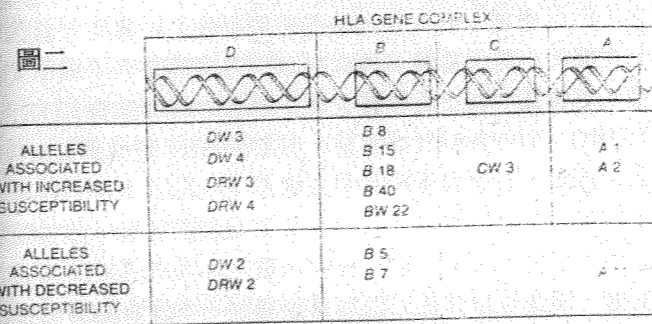 HLA GENE COMPLEX
圖二
D B C A
ALLELES
ASSOCIATED
WITH INCREASED
SUSCEPTIBILITY
DW 3
DW 4
DRW 3
DRW 4
B 8
B 15
B 18
B 40
BW 22
CW 3
A 1
A 2
ALLELES
ASSOCIATED
WITH DECREASED
SUSCEPTIBILITY
DW 2
DRW 2
B 5
B 7